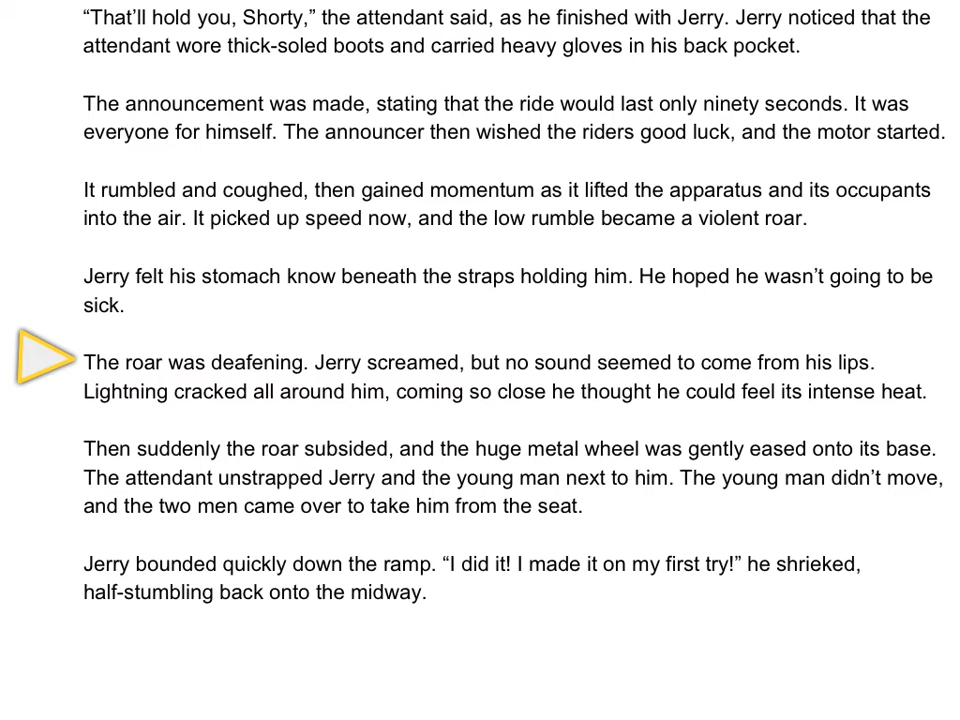 “That’ll hold you, Shorty,” the attendant said, as he finished with Jerry. Jerry noticed that the
attendant wore thick-soled boots and carried heavy gloves in his back pocket.
The announcement was made, stating that the ride would last only ninety seconds. It was
everyone for himself. The announcer then wished the riders good luck, and the motor started.
It rumbled and coughed, then gained momentum as it lifted the apparatus and its occupants
into the air. It picked up speed now, and the low rumble became a violent roar.
Jerry felt his stomach know beneath the straps holding him. He hoped he wasn’t going to be
sick.
The roar was deafening. Jerry screamed, but no sound seemed to come from his lips.
Lightning cracked all around him, coming so close he thought he could feel its intense heat.
Then suddenly the roar subsided, and the huge metal wheel was gently eased onto its base.
The attendant unstrapped Jerry and the young man next to him. The young man didn’t move,
and the two men came over to take him from the seat.
Jerry bounded quickly down the ramp. “I did it! I made it on my first try!” he shrieked,
half-stumbling back onto the midway.